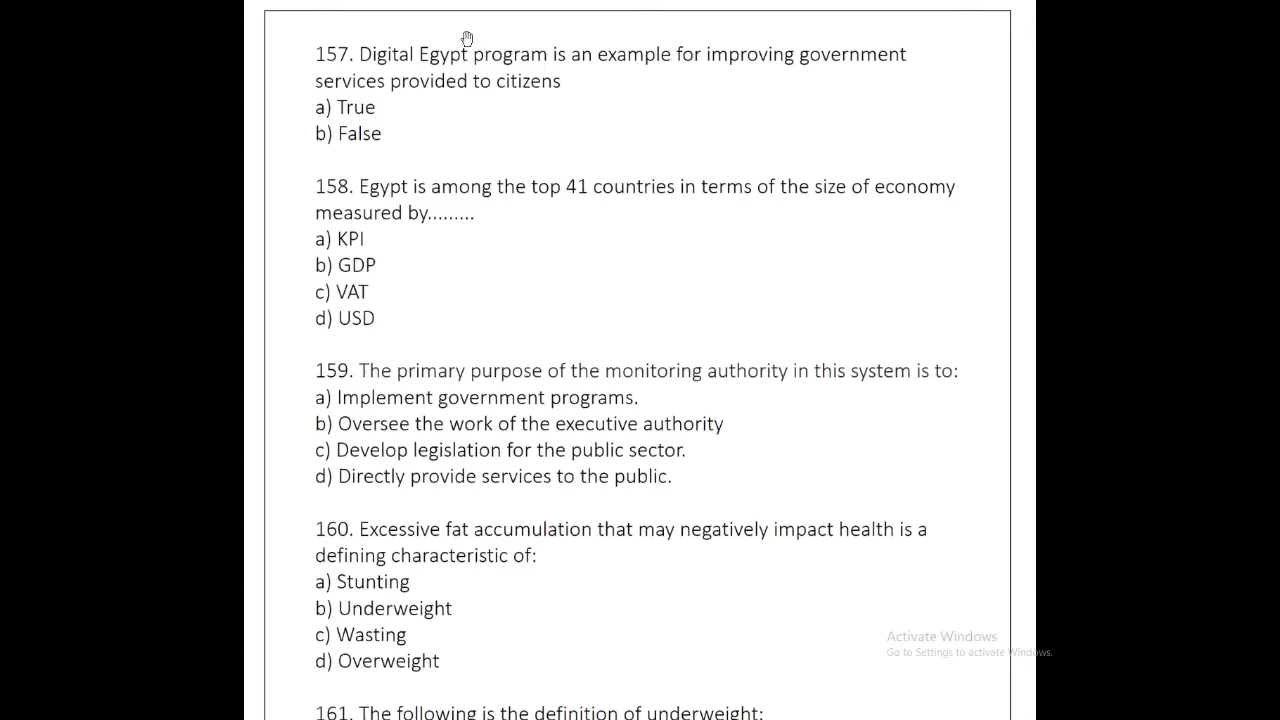 157. Digital Egypt program is an example for improving government
services provided to citizens
a) True
b) False
158. Egypt is among the top 41 countries in terms of the size of economy
measured by.........
a) KPI
b) GDP
c) VAT
d) USD
159. The primary purpose of the monitoring authority in this system is to:
a) Implement government programs.
b) Oversee the work of the executive authority
c) Develop legislation for the public sector.
d) Directly provide services to the public.
160. Excessive fat accumulation that may negatively impact health is a
defining characteristic of:
a) Stunting
b) Underweight
c) Wasting
d) Overweight
Activate Windows
Go to Settings to activate Windows.
161. The following is the definition of underweight: